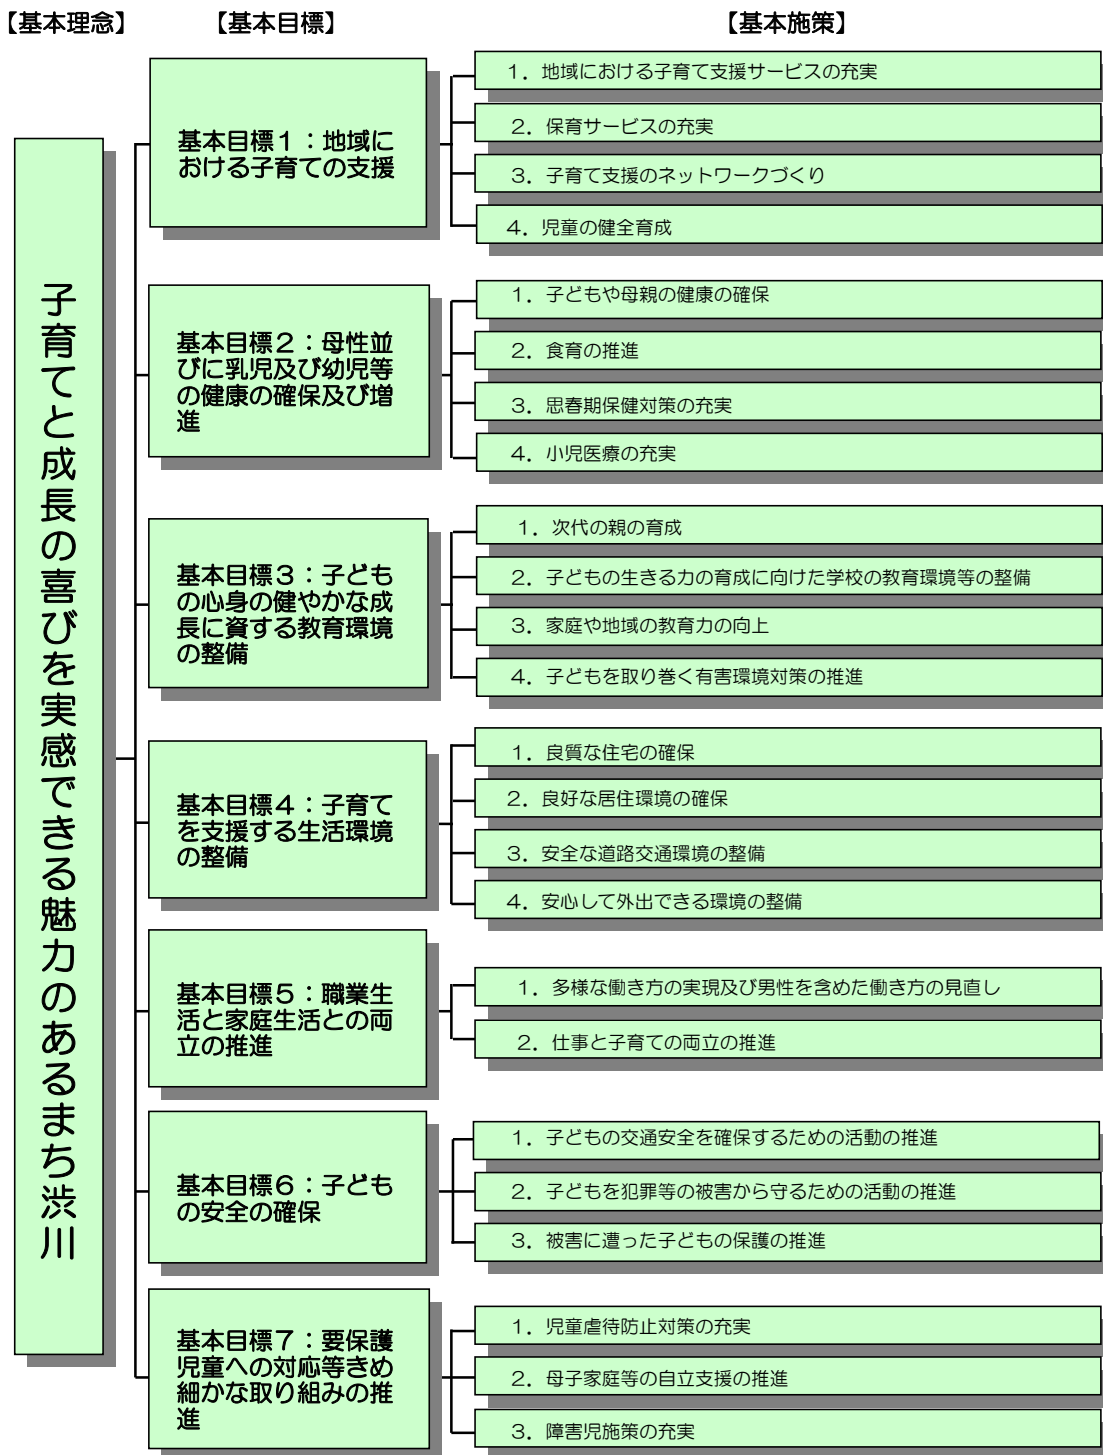 【基本理念】
【基本目標】
【基本施策】
子育てと成長の喜びを実感できる魅力のあるまち渋川
基本目標１：地域に
おける子育ての支援
１．地域における子育て支援サービスの充実
２．保育サービスの充実
３．子育て支援のネットワークづくり
４．児童の健全育成
基本目標２：母性並
びに乳児及び幼児等
の健康の確保及び増
進
１．子どもや母親の健康の確保
２．食育の推進
３．思春期保健対策の充実
４．小児医療の充実
基本目標３：子ども
の心身の健やかな成
長に資する教育環境
の整備
１．次代の親の育成
２．子どもの生きる力の育成に向けた学校の教育環境等の整備
３．家庭や地域の教育力の向上
４．子どもを取り巻く有害環境対策の推進
基本目標４：子育て
を支援する生活環境
の整備
１．良質な住宅の確保
２．良好な居住環境の確保
３．安全な道路交通環境の整備
４．安心して外出できる環境の整備
基本目標５：職業生
活と家庭生活との両
立の推進
１．多様な働き方の実現及び男性を含めた働き方の見直し
２．仕事と子育ての両立の推進
基本目標６：子ども
の安全の確保
１．子どもの交通安全を確保するための活動の推進
２．子どもを犯罪等の被害から守るための活動の推進
３．被害に遭った子どもの保護の推進
基本目標７：要保護
児童への対応等きめ
細かな取り組みの推
進
１．児童虐待防止対策の充実
２．母子家庭等の自立支援の推進
３．障害児施策の充実